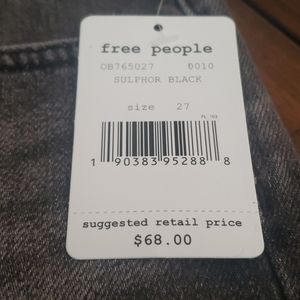 free people
OB765027 0010
SULPHOR BLACK
size 27
1 90383 95288 8
suggested retail price
$68.00